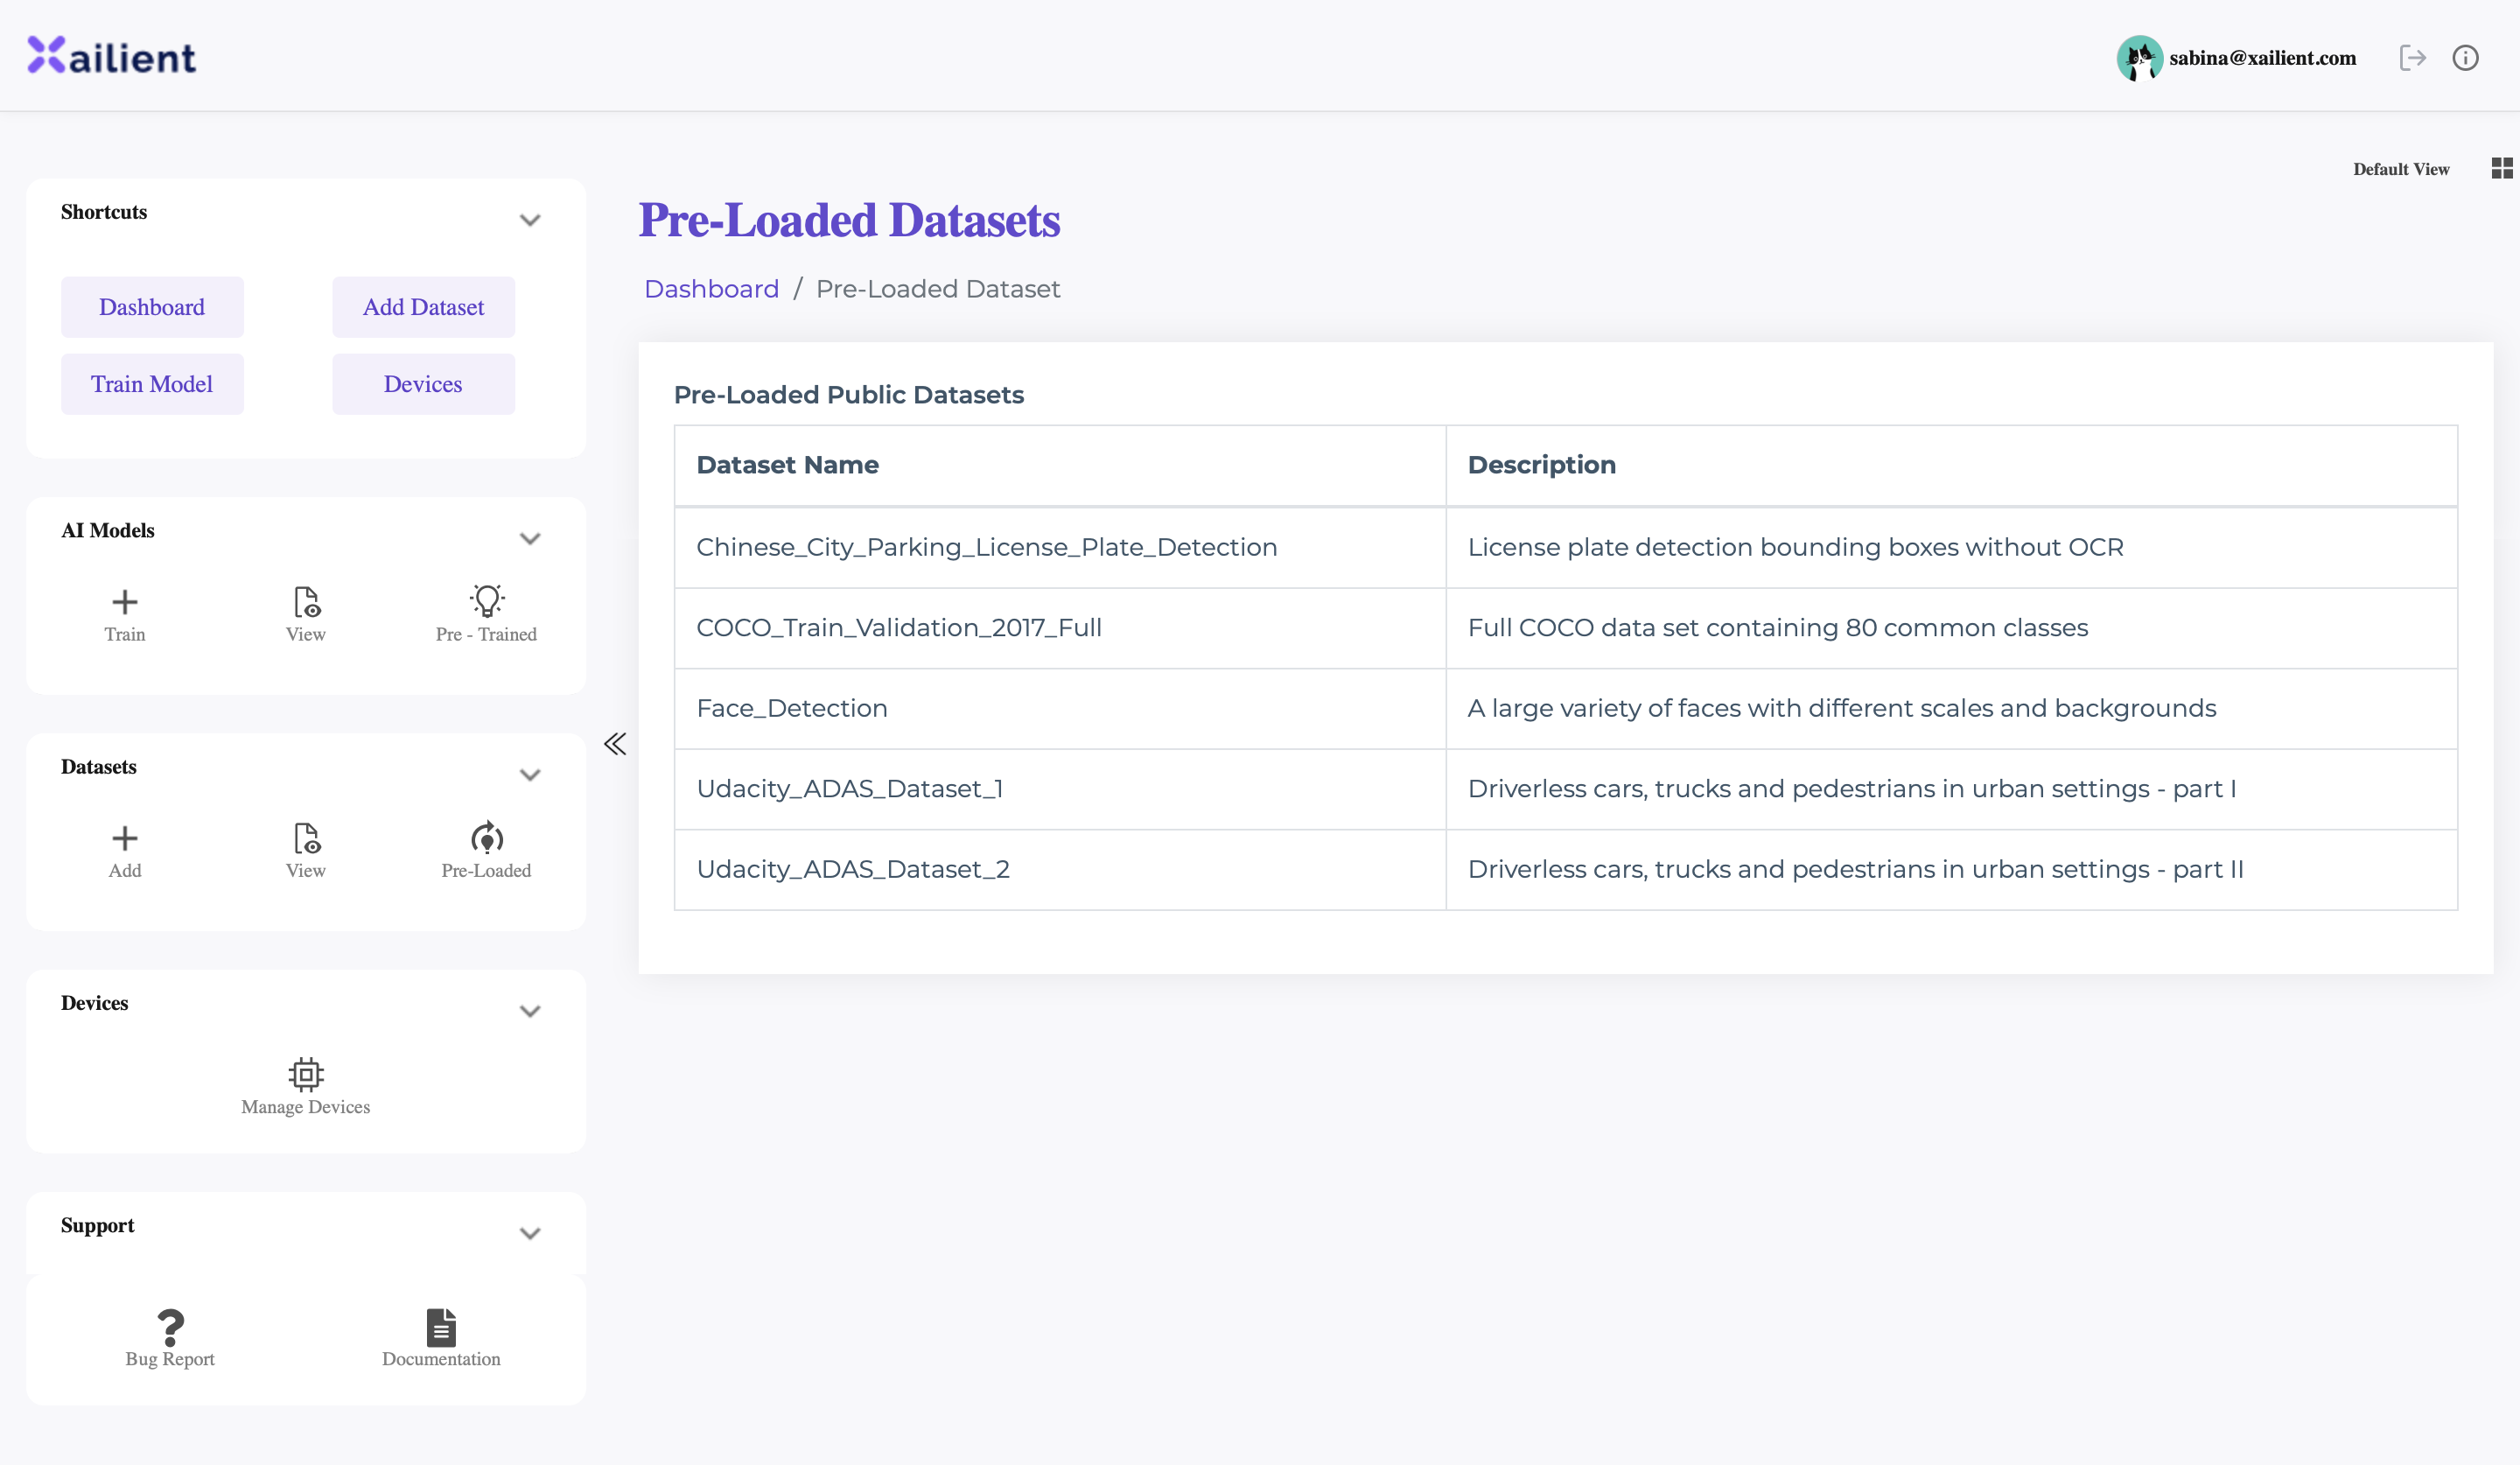 Xailient
sabina@xailient.com
Default View
Shortcuts
Dashboard
Add Dataset
Train Model
Devices
AI Models
Train
View
Pre - Trained
Datasets
Add
View
Pre-Loaded
Devices
Manage Devices
Support
Bug Report
Documentation
Pre-Loaded Datasets
Dashboard / Pre-Loaded Dataset
Pre-Loaded Public Datasets
Dataset Name Description
Chinese_City_Parking_License_Plate_Detection License plate detection bounding boxes without OCR
COCO_Train_Validation_2017_Full Full COCO data set containing 80 common classes
Face_Detection A large variety of faces with different scales and backgrounds
Udacity_ADAS_Dataset_1 Driverless cars, trucks and pedestrians in urban settings - part I
Udacity_ADAS_Dataset_2 Driverless cars, trucks and pedestrians in urban settings - part II